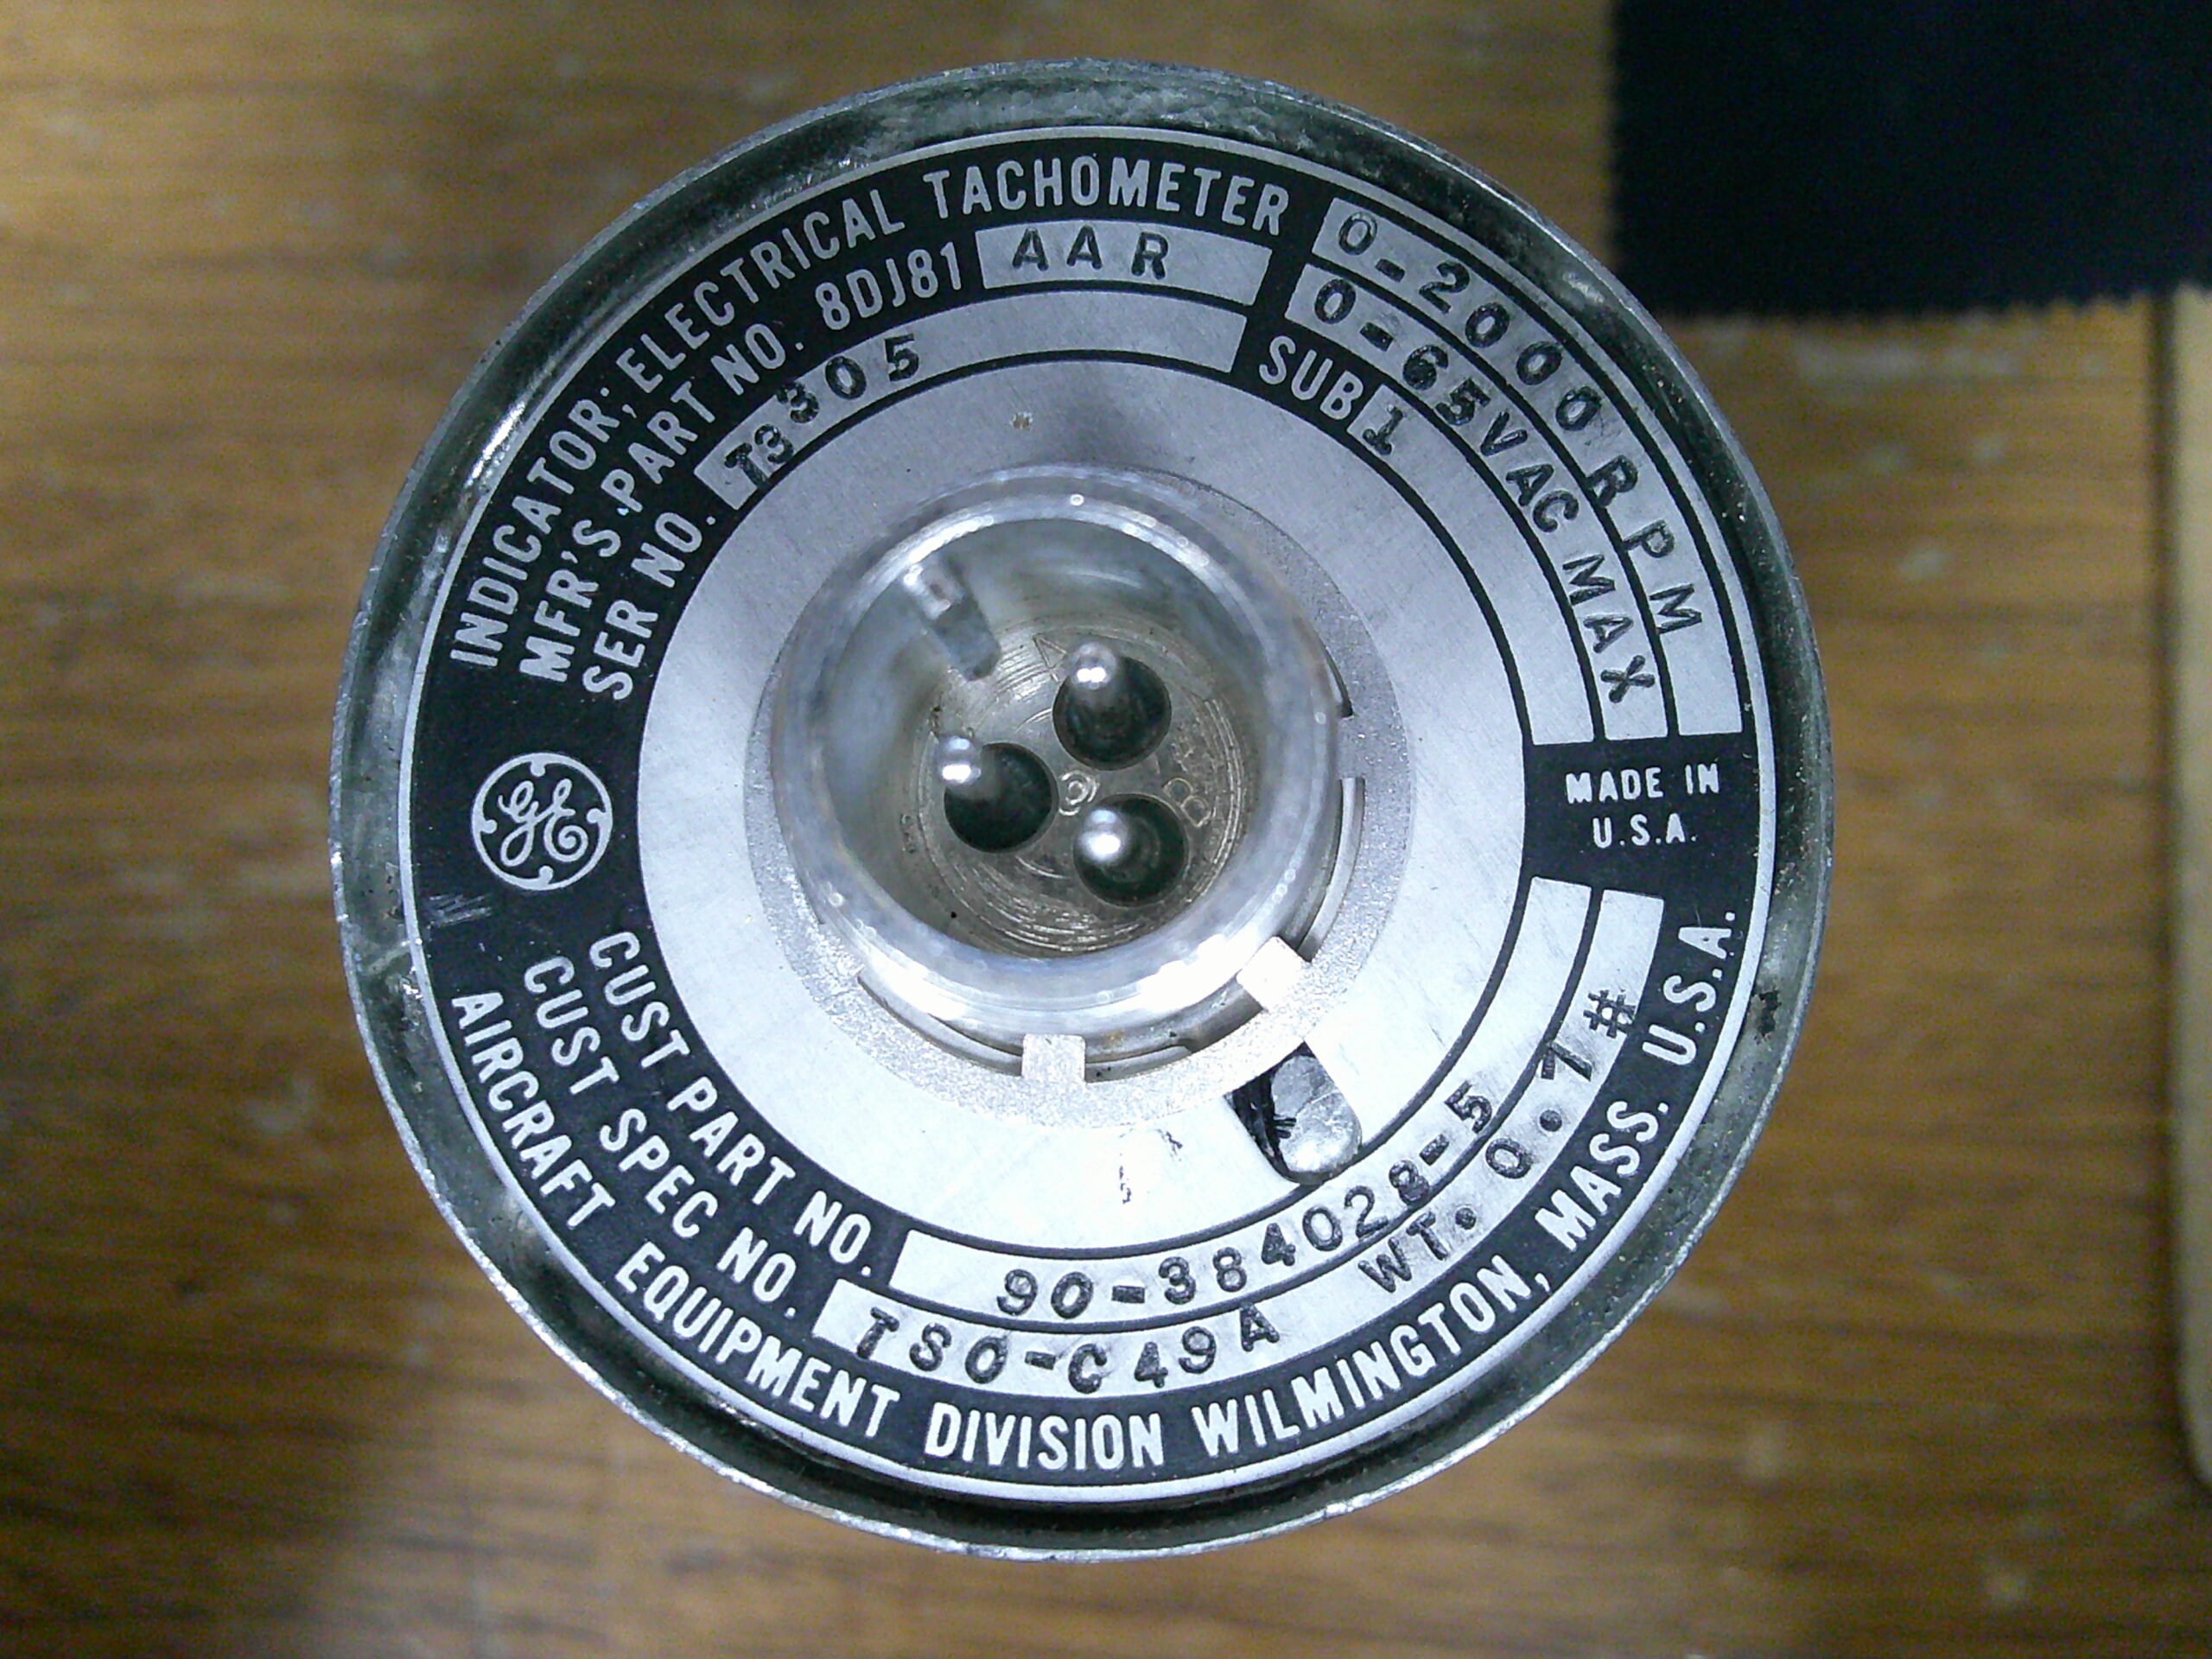 INDICATOR; ELECTRICAL TACHOMETER 0-2000 RPM
MFR'S.PART NO. 8DJ81 AAR 0-65VAC MAX
SER NO. T3305 SUB 1
MADE IN
U.S.A.
GE
CUST PART NO. 90-384028-5
CUST SPEC NO. TSO-C49A WT. 0.7#
AIRCRAFT EQUIPMENT DIVISION WILMINGTON, MASS. U.S.A.
B